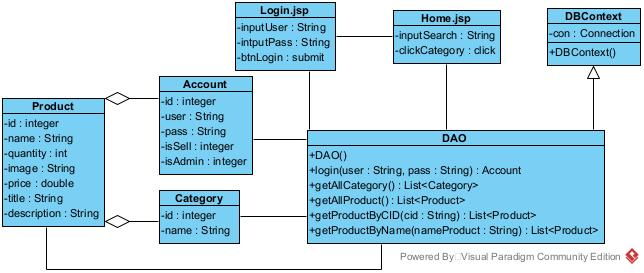 Login.jsp
-inputUser : String
-intputPass : String
-btnLogin : submit
Home.jsp
-inputSearch : String
-clickCategory : click
DBContext
-con : Connection
+DBContext()
Account
-id : integer
-user : String
-pass : String
-isSell : integer
-isAdmin : integer
Product
-id : integer
-name : String
-quantity : int
-image : String
-price : double
-title : String
-description : String
Category
-id : integer
-name : String
DAO
+DAO()
+login(user : String, pass : String) : Account
+getAllCategory() : List<Category>
+getAllProduct() : List<Product>
+getProductByCID(cid : String) : List<Product>
+getProductByName(nameProduct : String) : List<Product>
Powered By□Visual Paradigm Community Edition